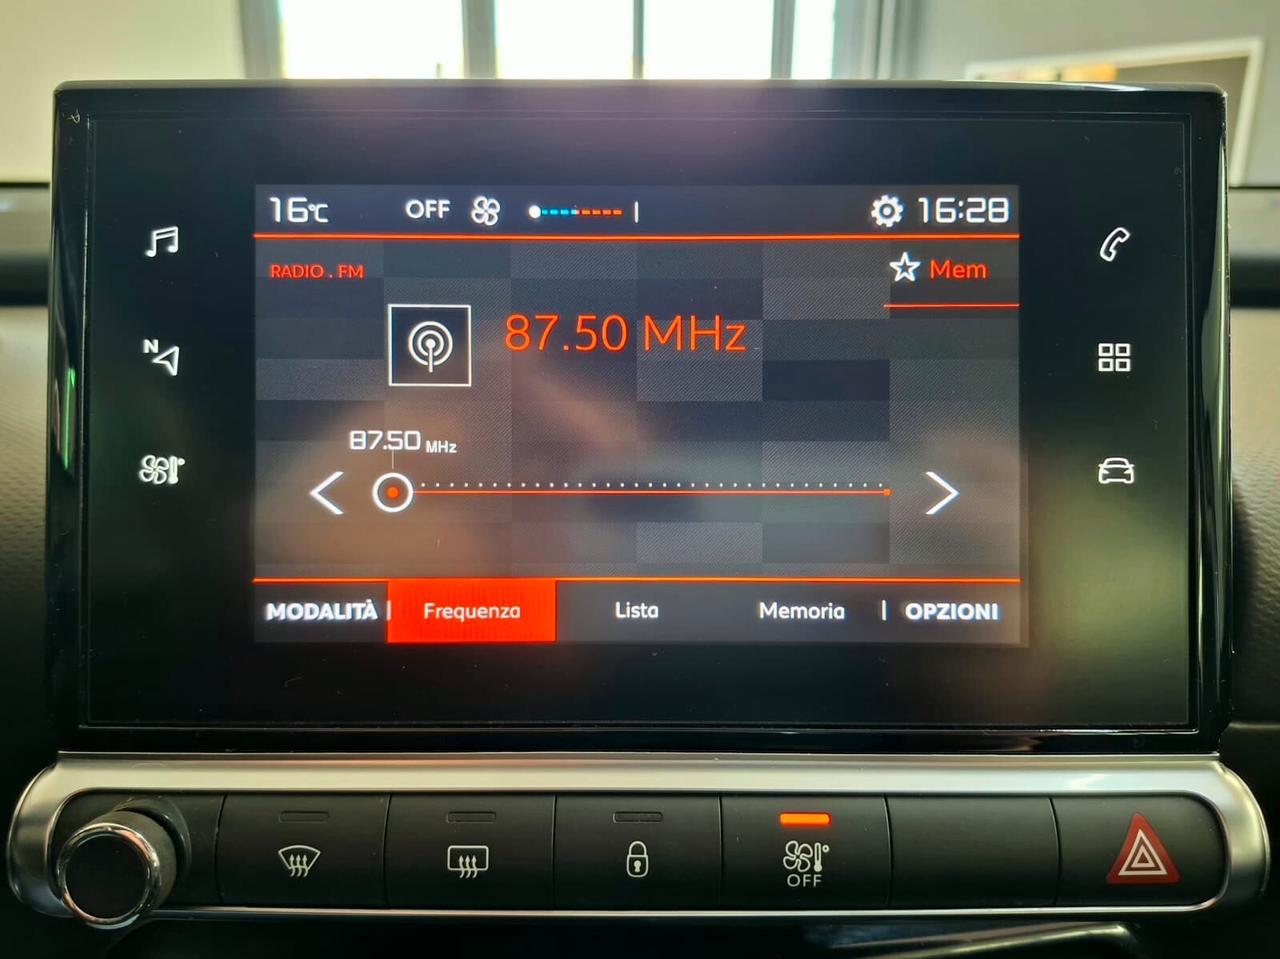 16°C OFF 16:28
RADIO . FM
Mem
87.50 MHz
87.50 MHz
N
MODALITÀ Frequenza Lista Memoria OPZIONI
OFF